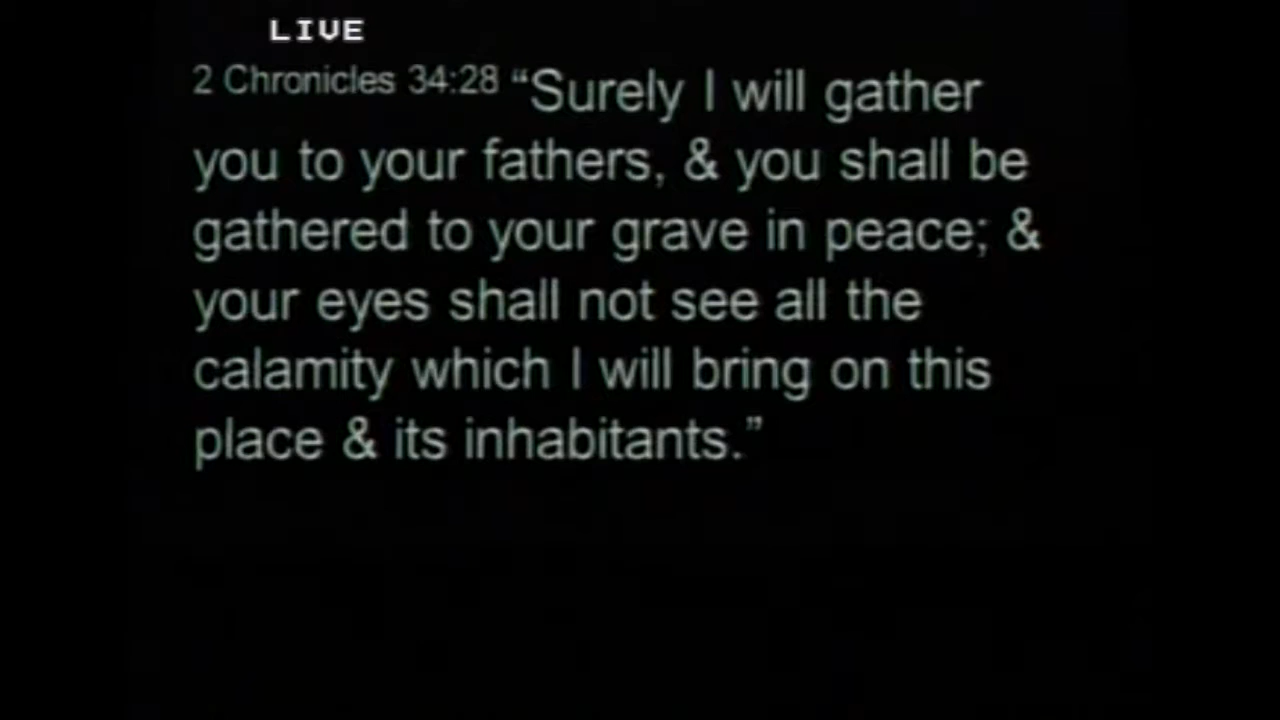 LIVE
2 Chronicles 34:28 “Surely I will gather
you to your fathers, & you shall be
gathered to your grave in peace; &
your eyes shall not see all the
calamity which I will bring on this
place & its inhabitants.”